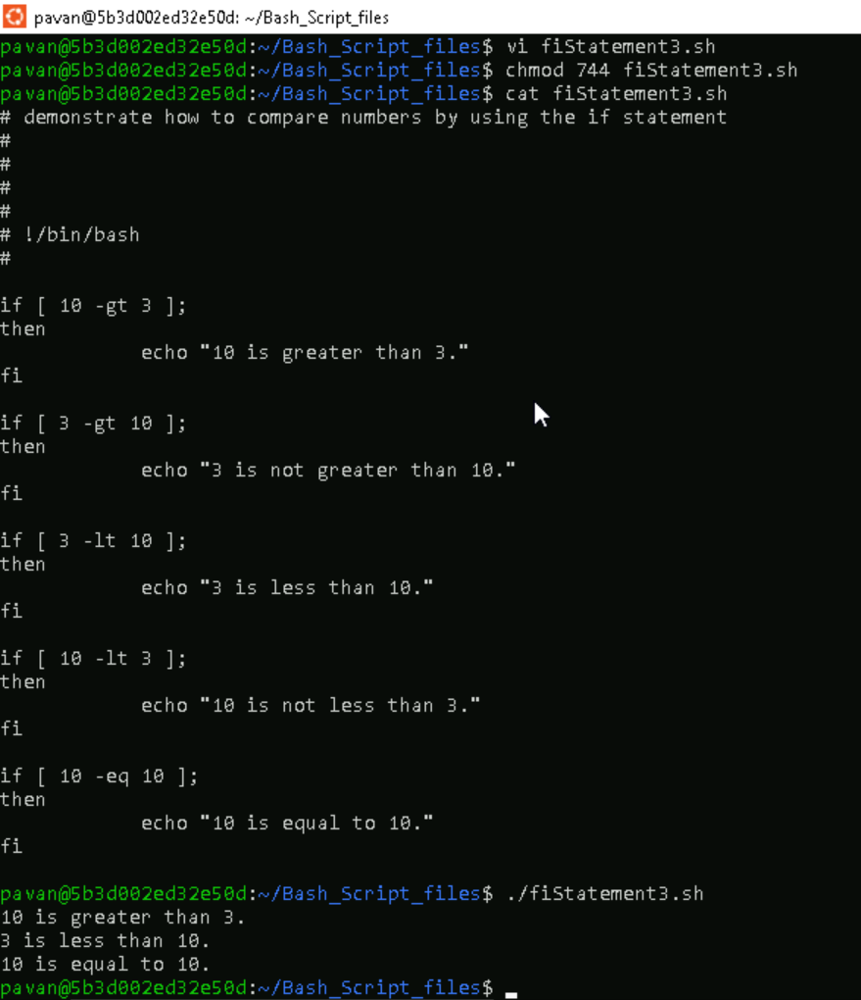 pavan@5b3d002ed32e50d: ~/Bash_Script_files
pavan@5b3d002ed32e50d:~/Bash_Script_files$ vi fiStatement3.sh
pavan@5b3d002ed32e50d:~/Bash_Script_files$ chmod 744 fiStatement3.sh
pavan@5b3d002ed32e50d:~/Bash_Script_files$ cat fiStatement3.sh
# demonstrate how to compare numbers by using the if statement
#
#
#
#
# !/bin/bash
#
if [ 10 -gt 3 ];
then
echo "10 is greater than 3."
fi
if [ 3 -gt 10 ];
then
echo "3 is not greater than 10."
fi
if [ 3 -lt 10 ];
then
echo "3 is less than 10."
fi
if [ 10 -lt 3 ];
then
echo "10 is not less than 3."
fi
if [ 10 -eq 10 ];
then
echo "10 is equal to 10."
fi
pavan@5b3d002ed32e50d:~/Bash_Script_files$ ./fiStatement3.sh
10 is greater than 3.
3 is less than 10.
10 is equal to 10.
pavan@5b3d002ed32e50d:~/Bash_Script_files$